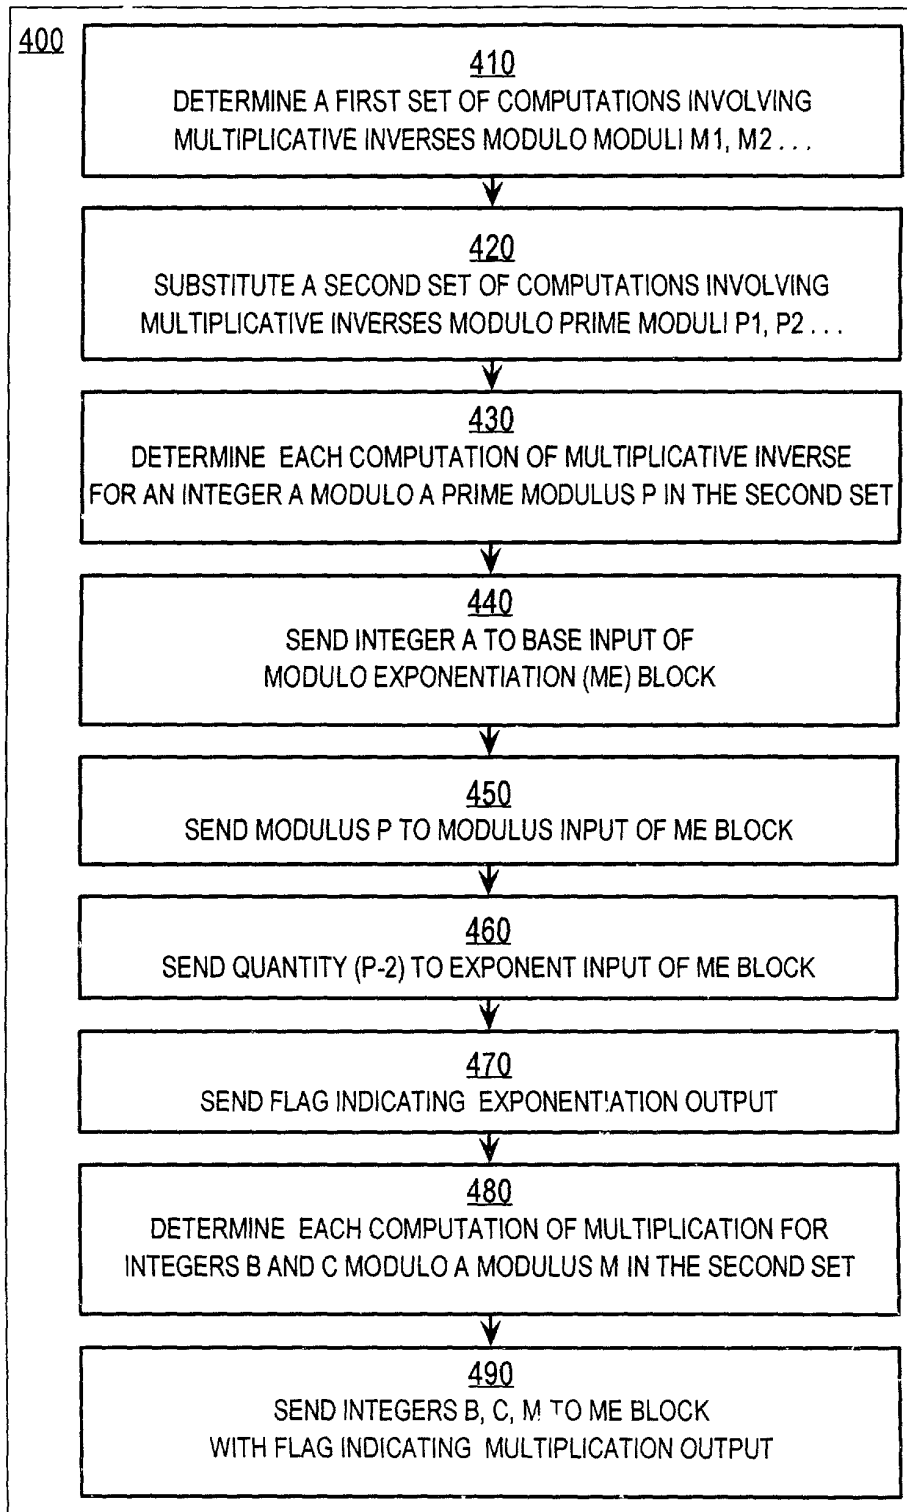 400
410
DETERMINE A FIRST SET OF COMPUTATIONS INVOLVING
MULTIPLICATIVE INVERSES MODULO MODULI M1, M2 . . .
420
SUBSTITUTE A SECOND SET OF COMPUTATIONS INVOLVING
MULTIPLICATIVE INVERSES MODULO PRIME MODULI P1, P2 . . .
430
DETERMINE EACH COMPUTATION OF MULTIPLICATIVE INVERSE
FOR AN INTEGER A MODULO A PRIME MODULUS P IN THE SECOND SET
440
SEND INTEGER A TO BASE INPUT OF
MODULO EXPONENTIATION (ME) BLOCK
450
SEND MODULUS P TO MODULUS INPUT OF ME BLOCK
460
SEND QUANTITY (P-2) TO EXPONENT INPUT OF ME BLOCK
470
SEND FLAG INDICATING EXPONENTIATION OUTPUT
480
DETERMINE EACH COMPUTATION OF MULTIPLICATION FOR
INTEGERS B AND C MODULO A MODULUS M IN THE SECOND SET
490
SEND INTEGERS B, C, M TO ME BLOCK
WITH FLAG INDICATING MULTIPLICATION OUTPUT